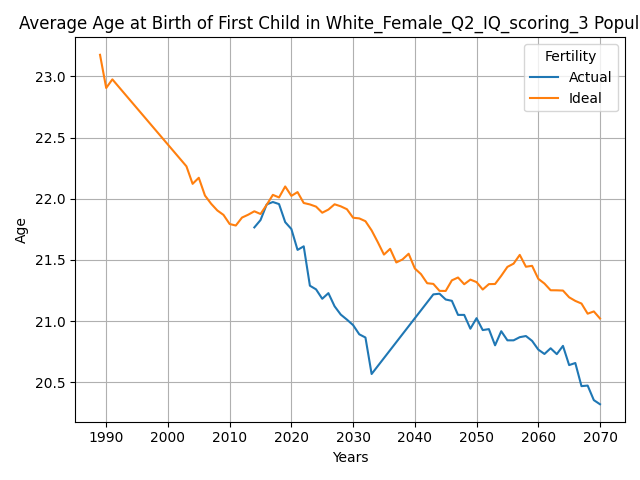 Average Age at Birth of First Child in White_Female_Q2_IQ_scoring_3 Popul
Fertility
Actual
Ideal
23.0
22.5
22.0
21.5
21.0
20.5
Age
1990 2000 2010 2020 2030 2040 2050 2060 2070
Years